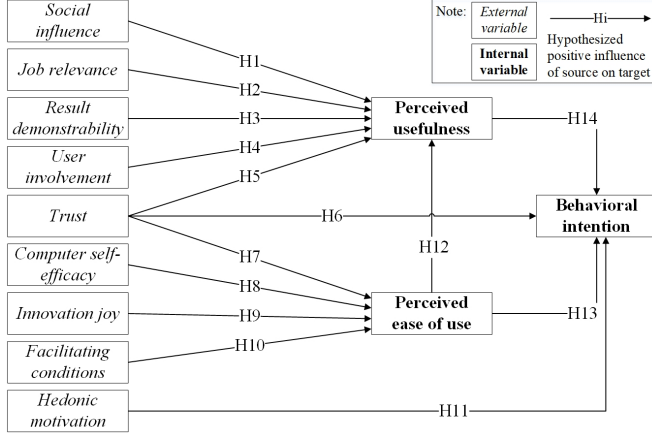 Social
influence
Job relevance
Result
demonstrability
User
involvement
Trust
Computer self-
efficacy
Innovation joy
Facilitating
conditions
Hedonic
motivation
H1
H2
H3
H4
H5
H6
H7
H8
H9
H10
H11
Perceived
usefulness
H12
Perceived
ease of use
H14
Behavioral
intention
H13
Note:
External
variable
Internal
variable
Hi
Hypothesized
positive influence
of source on target